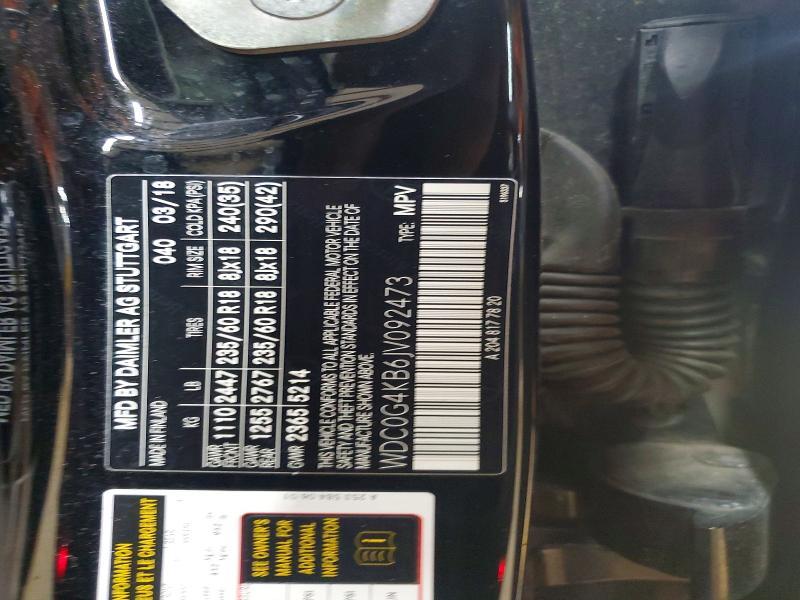 MFD BY DAIMLER AG STUTTGART
MADE IN FINLAND 040 03/18
KG LB TIRES RIM SIZE COLD KPA(PSI)
GAWR FRONT 1110 2447 235/60 R18 8Jx18 240(35)
GAWR REAR 1255 2767 235/60 R18 8Jx18 290(42)
GVWR 2365 5214
THIS VEHICLE CONFORMS TO ALL APPLICABLE FEDERAL MOTOR VEHICLE
SAFETY AND THEFT PREVENTION STANDARDS IN EFFECT ON THE DATE OF
MANUFACTURE SHOWN ABOVE.
WDC0G4KB6JV092473 TYPE: MPV
A 204 817 78 20
A 253 584 06 01
SEE OWNER'S
MANUAL FOR
ADDITIONAL
INFORMATION